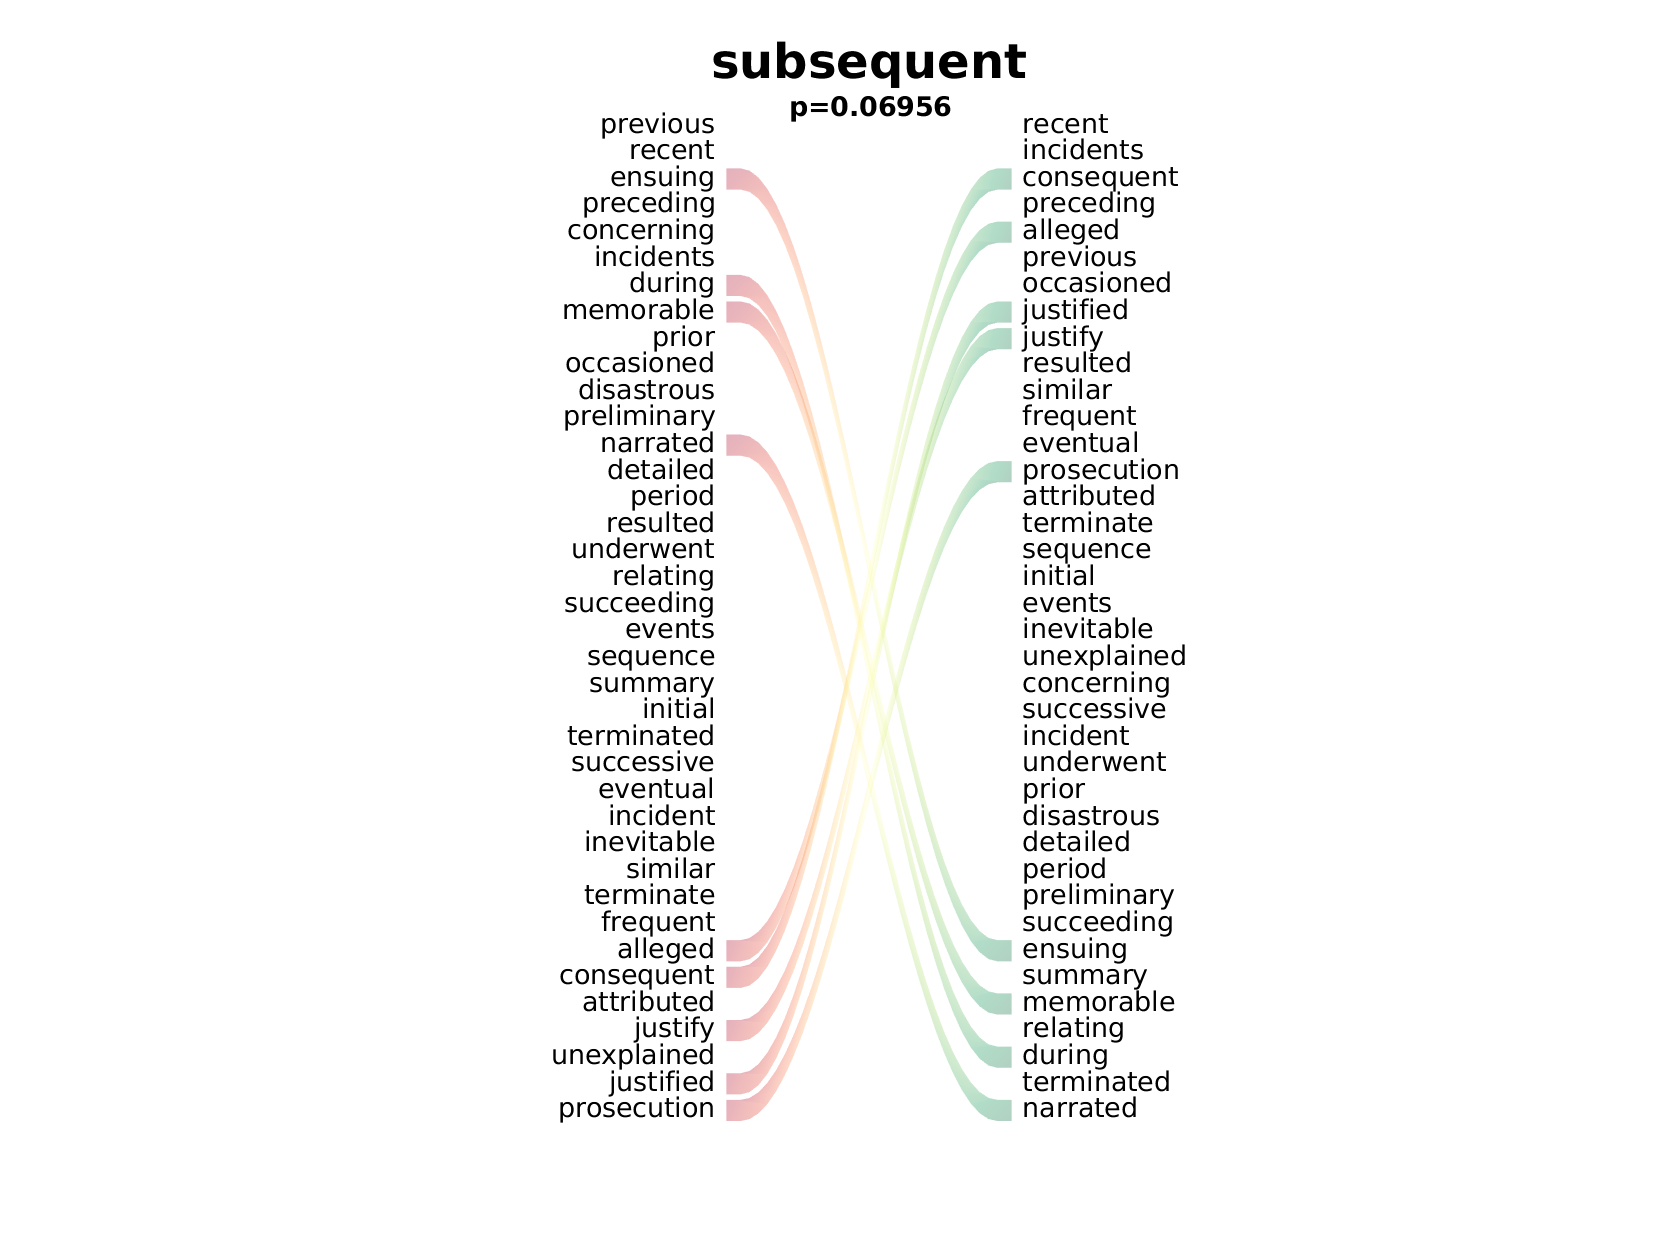 subsequent
p=0.06956
previous recent
recent incidents
ensuing consequent
preceding preceding
concerning alleged
incidents previous
during occasioned
memorable justified
prior justify
occasioned resulted
disastrous similar
preliminary frequent
narrated eventual
detailed prosecution
period attributed
resulted terminate
underwent sequence
relating initial
succeeding events
events inevitable
sequence unexplained
summary concerning
initial successive
terminated incident
successive underwent
eventual prior
incident disastrous
inevitable detailed
similar period
terminate preliminary
frequent succeeding
alleged ensuing
consequent summary
attributed memorable
justify relating
unexplained during
justified terminated
prosecution narrated